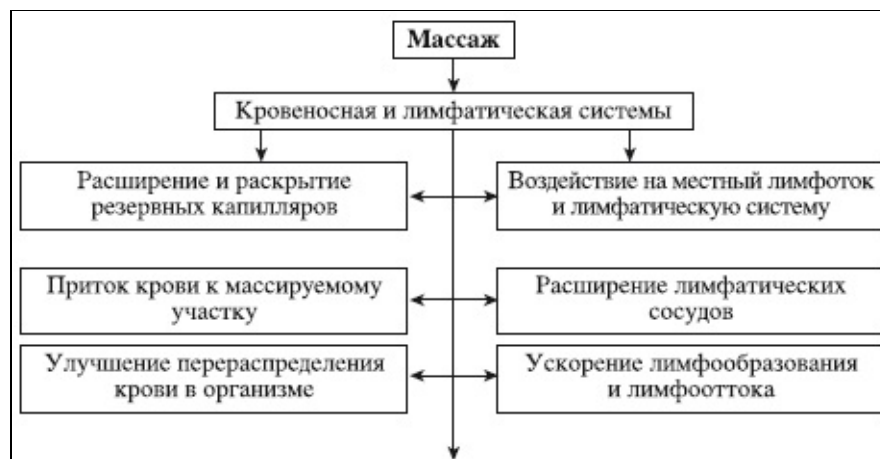 Массаж
Кровеносная и лимфатическая системы
Расширение и раскрытие
резервных капилляров
Воздействие на местный лимфоток
и лимфатическую систему
Приток крови к массируемому
участку
Расширение лимфатических
сосудов
Улучшение перераспределения
крови в организме
Ускорение лимфообразования
и лимфооттока